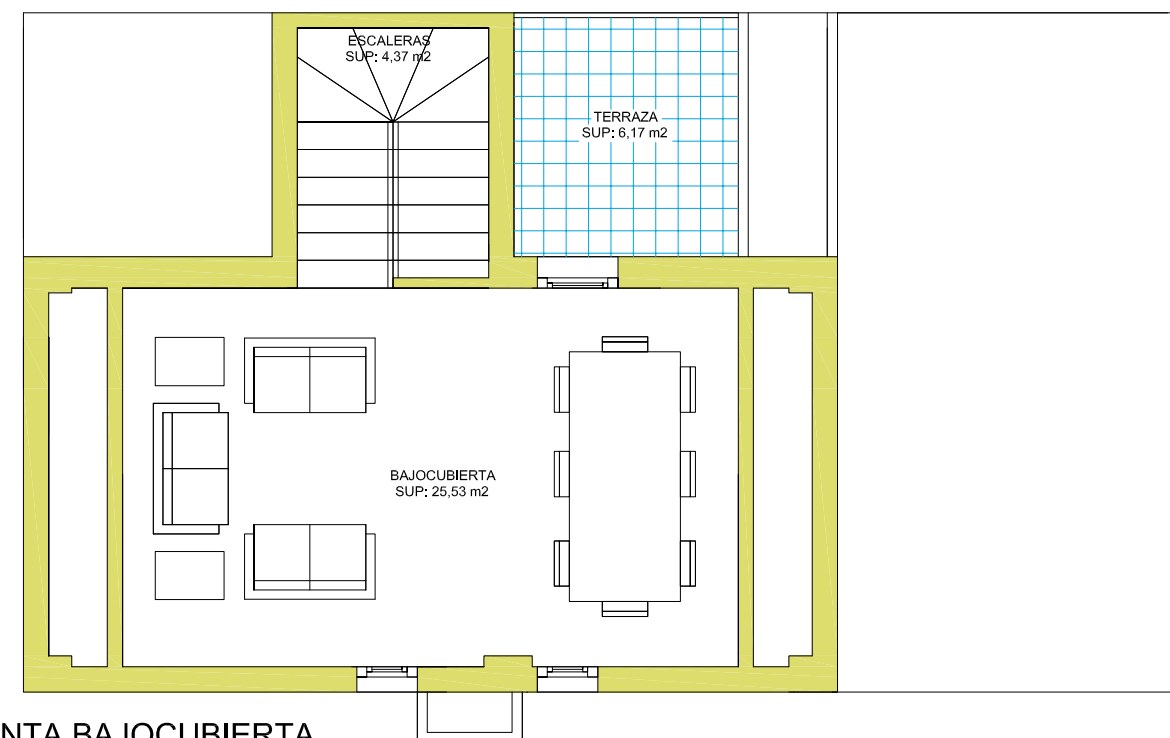 ESCALERAS
SUP: 4,37 m2
TERRAZA
SUP: 6,17 m2
BAJOCUBIERTA
SUP: 25,53 m2
NTA BAJOCUBIERTA